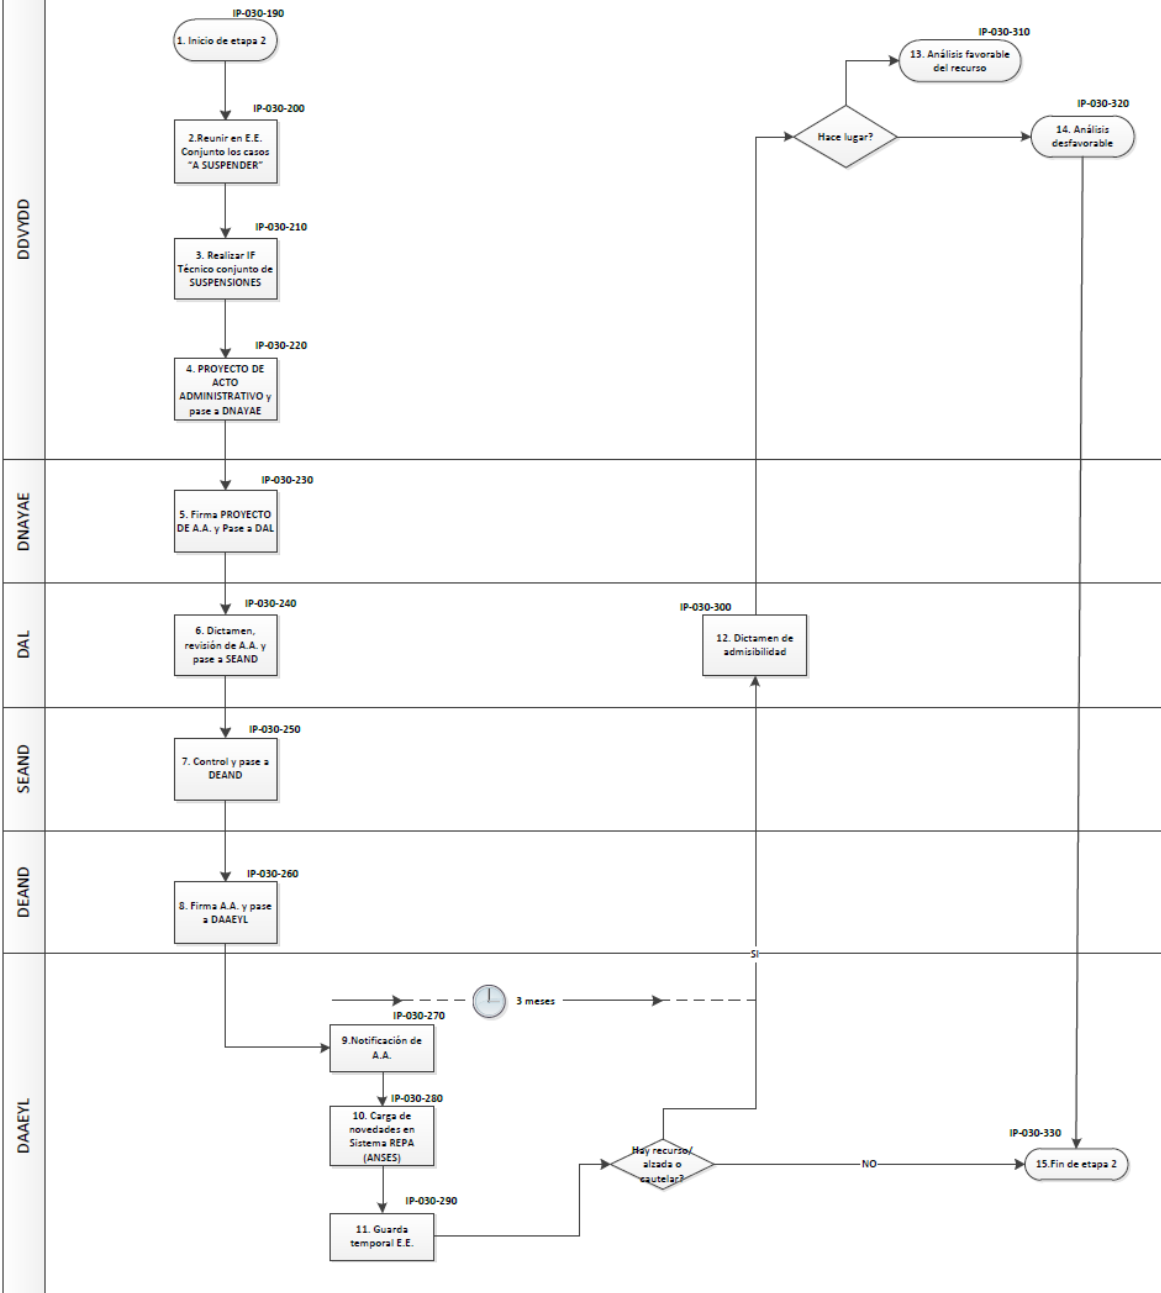 DDVYDD
IP-030-190
1. Inicio de etapa 2
IP-030-200
2.Reunir en E.E.
Conjunto los casos
"A SUSPENDER"
IP-030-210
3. Realizar IF
Técnico conjunto de
SUSPENSIONES
IP-030-220
4. PROYECTO DE
ACTO
ADMINISTRATIVO y
pase a DNAYAE
IP-030-310
13. Análisis favorable
del recurso
Hace lugar?
IP-030-320
14. Análisis
desfavorable
DNAYAE
IP-030-230
5. Firma PROYECTO
DE A.A. y Pase a DAL
DAL
IP-030-240
6. Dictamen,
revisión de A.A. y
pase a SEAND
IP-030-300
12. Dictamen de
admisibilidad
SEAND
IP-030-250
7. Control y pase a
DEAND
DEAND
IP-030-260
8. Firma A.A. y pase
a DAAEYL
SI
DAAEYL
3 meses
IP-030-270
9.Notificación de
A.A.
IP-030-280
10. Carga de
novedades en
Sistema REPA
(ANSES)
IP-030-290
11. Guarda
temporal E.E.
Hay recurso/
alzada o
cautelar?
NO
IP-030-330
15.Fin de etapa 2